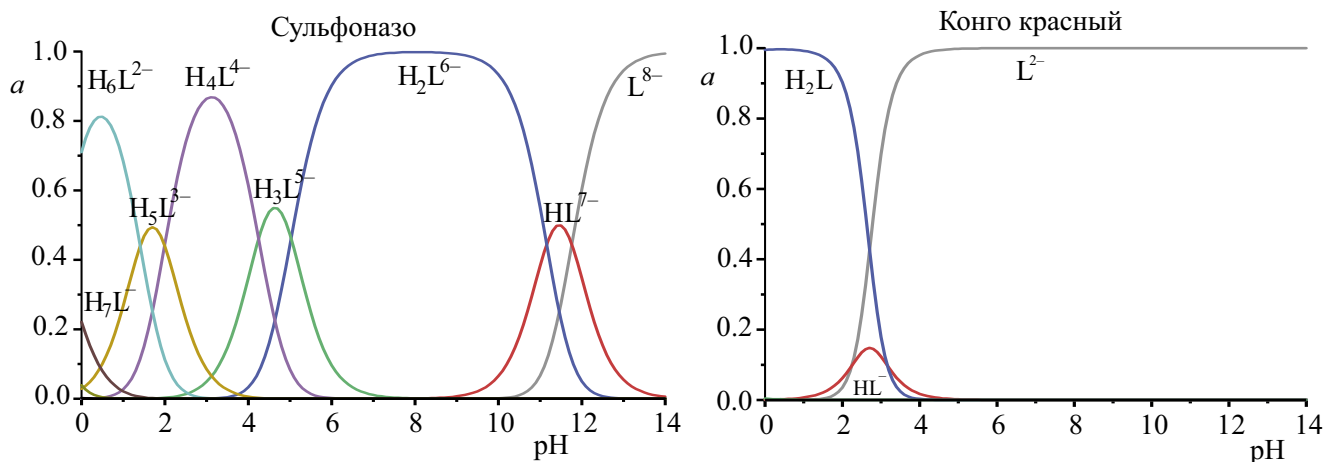 Сульфоназо
a
1.0
0.8
0.6
0.4
0.2
0.0
H₆L²⁻
H₄L⁴⁻
H₂L⁶⁻
L⁸⁻
H₅L³⁻
H₃L⁵⁻
HL⁷⁻
H₇L⁻
0 2 4 6 8 10 12 14
pH
Конго красный
a
1.0
0.8
0.6
0.4
0.2
0.0
H₂L
L²⁻
HL⁻
0 2 4 6 8 10 12 14
pH